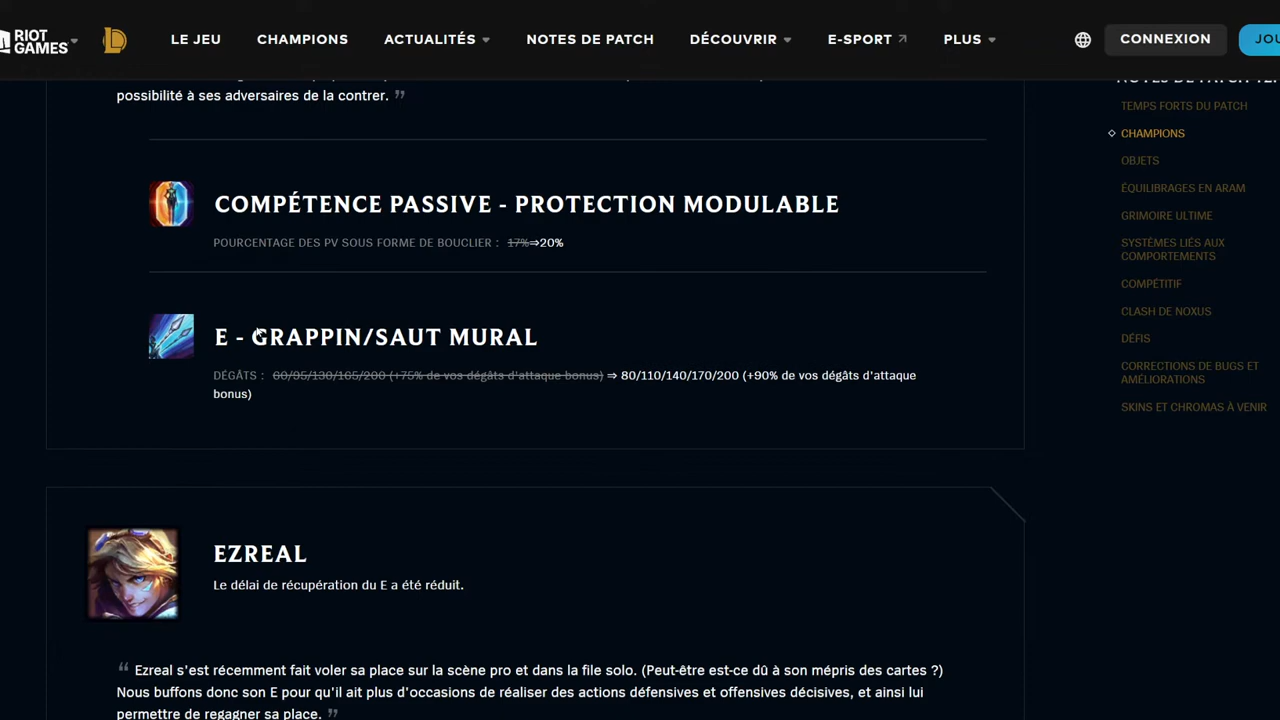 RIOT GAMES
LE JEU
CHAMPIONS
ACTUALITÉS
NOTES DE PATCH
DÉCOUVRIR
E-SPORT
PLUS
CONNEXION
JOU
possibilité à ses adversaires de la contrer. ”
COMPÉTENCE PASSIVE - PROTECTION MODULABLE
POURCENTAGE DES PV SOUS FORME DE BOUCLIER : 17%⇒20%
E - GRAPPIN/SAUT MURAL
DÉGÂTS : 60/95/130/165/200 (+75% de vos dégâts d'attaque bonus) ⇒ 80/110/140/170/200 (+90% de vos dégâts d'attaque
bonus)
EZREAL
Le délai de récupération du E a été réduit.
“ Ezreal s'est récemment fait voler sa place sur la scène pro et dans la file solo. (Peut-être est-ce dû à son mépris des cartes ?)
Nous buffons donc son E pour qu'il ait plus d'occasions de réaliser des actions défensives et offensives décisives, et ainsi lui
permettre de regagner sa place. ”
TEMPS FORTS DU PATCH
CHAMPIONS
OBJETS
ÉQUILIBRAGES EN ARAM
GRIMOIRE ULTIME
SYSTÈMES LIÉS AUX
COMPORTEMENTS
COMPÉTITIF
CLASH DE NOXUS
DÉFIS
CORRECTIONS DE BUGS ET
AMÉLIORATIONS
SKINS ET CHROMAS À VENIR